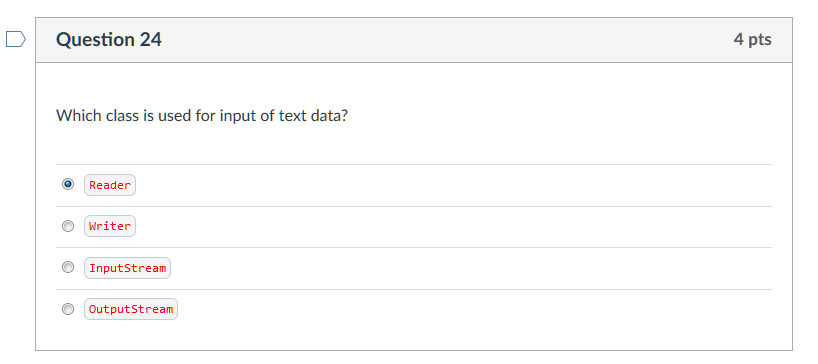 Question 24
4 pts
Which class is used for input of text data?
Reader
Writer
InputStream
OutputStream